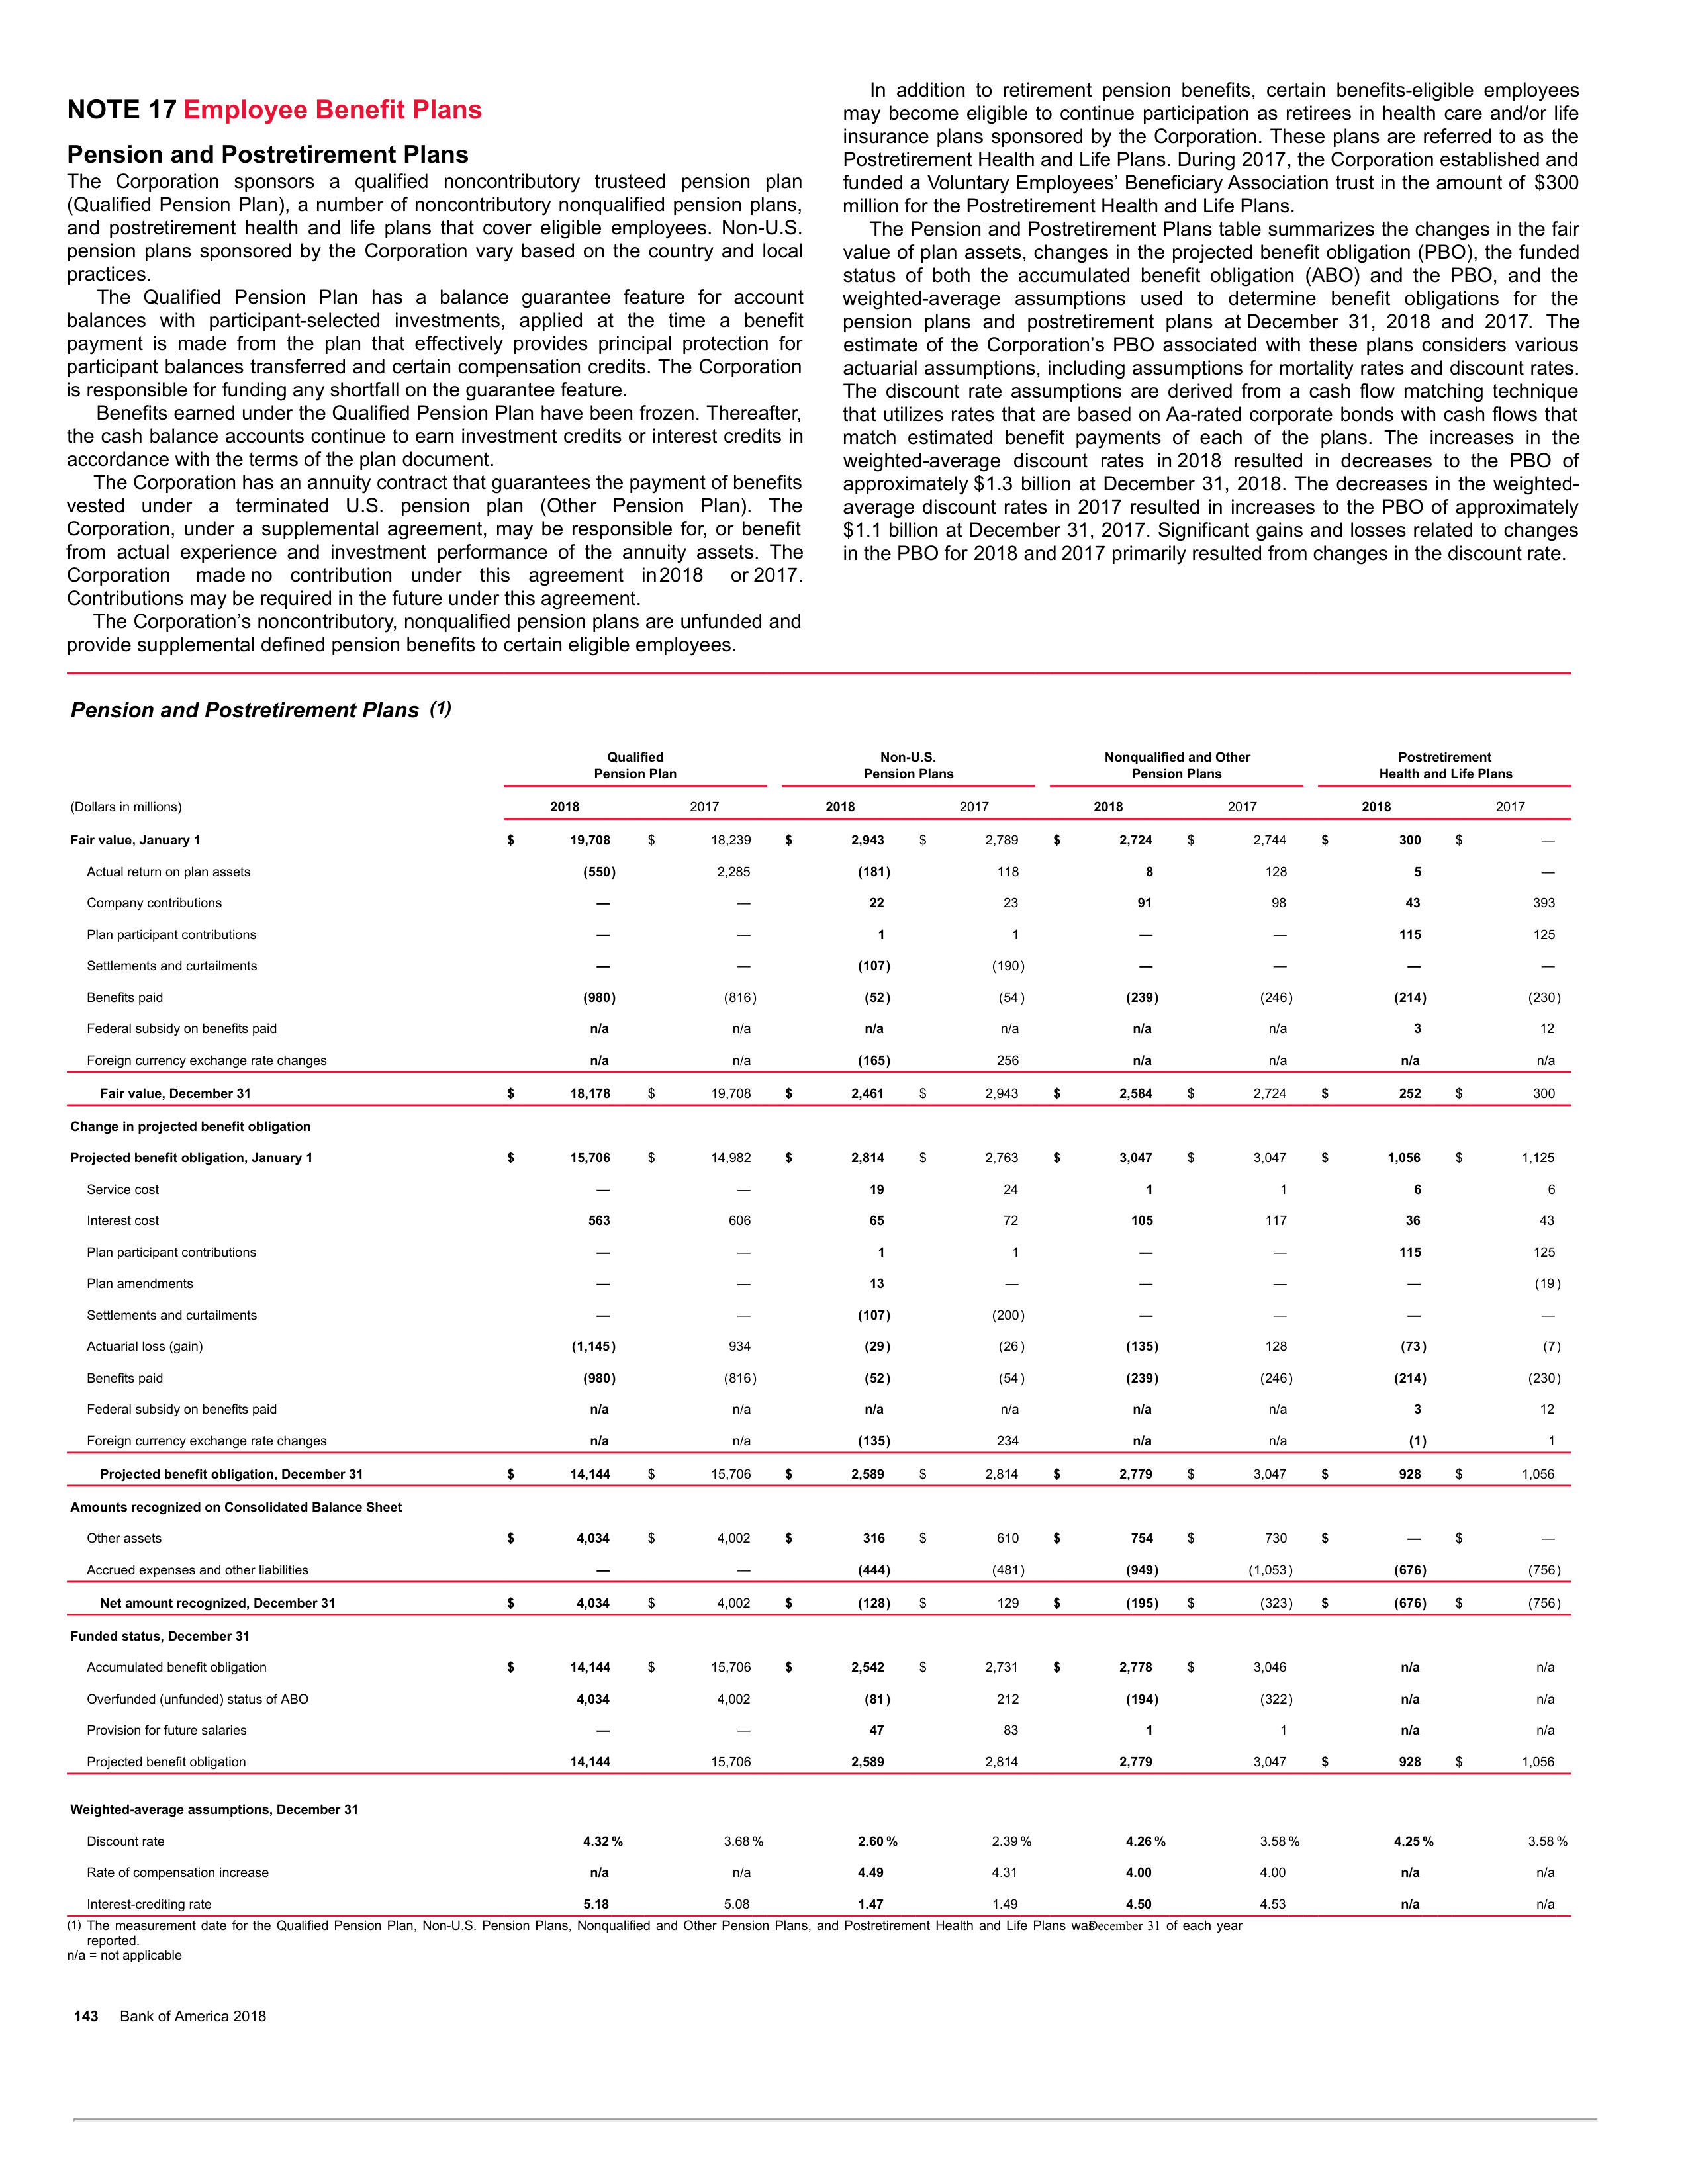 NOTE 17 Employee Benefit Plans
Pension and Postretirement Plans
The Corporation sponsors a qualified noncontributory trusteed pension plan
(Qualified Pension Plan), a number of noncontributory nonqualified pension plans,
and postretirement health and life plans that cover eligible employees. Non-U.S.
pension plans sponsored by the Corporation vary based on the country and local
practices.
The Qualified Pension Plan has a balance guarantee feature for account
balances with participant-selected investments, applied at the time a benefit
payment is made from the plan that effectively provides principal protection for
participant balances transferred and certain compensation credits. The Corporation
is responsible for funding any shortfall on the guarantee feature.
Benefits earned under the Qualified Pension Plan have been frozen. Thereafter,
the cash balance accounts continue to earn investment credits or interest credits in
accordance with the terms of the plan document.
The Corporation has an annuity contract that guarantees the payment of benefits
vested under a terminated U.S. pension plan (Other Pension Plan). The
Corporation, under a supplemental agreement, may be responsible for, or benefit
from actual experience and investment performance of the annuity assets. The
Corporation made no contribution under this agreement in 2018 or 2017.
Contributions may be required in the future under this agreement.
The Corporation’s noncontributory, nonqualified pension plans are unfunded and
provide supplemental defined pension benefits to certain eligible employees.
In addition to retirement pension benefits, certain benefits-eligible employees
may become eligible to continue participation as retirees in health care and/or life
insurance plans sponsored by the Corporation. These plans are referred to as the
Postretirement Health and Life Plans. During 2017, the Corporation established and
funded a Voluntary Employees’ Beneficiary Association trust in the amount of $300
million for the Postretirement Health and Life Plans.
The Pension and Postretirement Plans table summarizes the changes in the fair
value of plan assets, changes in the projected benefit obligation (PBO), the funded
status of both the accumulated benefit obligation (ABO) and the PBO, and the
weighted-average assumptions used to determine benefit obligations for the
pension plans and postretirement plans at December 31, 2018 and 2017. The
estimate of the Corporation’s PBO associated with these plans considers various
actuarial assumptions, including assumptions for mortality rates and discount rates.
The discount rate assumptions are derived from a cash flow matching technique
that utilizes rates that are based on Aa-rated corporate bonds with cash flows that
match estimated benefit payments of each of the plans. The increases in the
weighted-average discount rates in 2018 resulted in decreases to the PBO of
approximately $1.3 billion at December 31, 2018. The decreases in the weighted-
average discount rates in 2017 resulted in increases to the PBO of approximately
$1.1 billion at December 31, 2017. Significant gains and losses related to changes
in the PBO for 2018 and 2017 primarily resulted from changes in the discount rate.
Pension and Postretirement Plans (1)
Qualified Pension Plan Non-U.S. Pension Plans Nonqualified and Other Pension Plans Postretirement Health and Life Plans
(Dollars in millions) 2018 2017 2018 2017 2018 2017 2018 2017
Fair value, January 1 $ 19,708 $ 18,239 $ 2,943 $ 2,789 $ 2,724 $ 2,744 $ 300 $ —
Actual return on plan assets (550) 2,285 (181) 118 8 128 5 —
Company contributions — — 22 23 91 98 43 393
Plan participant contributions — — 1 1 — — 115 125
Settlements and curtailments — — (107) (190) — — — —
Benefits paid (980) (816) (52) (54) (239) (246) (214) (230)
Federal subsidy on benefits paid n/a n/a n/a n/a n/a n/a 3 12
Foreign currency exchange rate changes n/a n/a (165) 256 n/a n/a n/a n/a
Fair value, December 31 $ 18,178 $ 19,708 $ 2,461 $ 2,943 $ 2,584 $ 2,724 $ 252 $ 300
Change in projected benefit obligation
Projected benefit obligation, January 1 $ 15,706 $ 14,982 $ 2,814 $ 2,763 $ 3,047 $ 3,047 $ 1,056 $ 1,125
Service cost — — 19 24 1 1 6 6
Interest cost 563 606 65 72 105 117 36 43
Plan participant contributions — — 1 1 — — 115 125
Plan amendments — — 13 — — — — (19)
Settlements and curtailments — — (107) (200) — — — —
Actuarial loss (gain) (1,145) 934 (29) (26) (135) 128 (73) (7)
Benefits paid (980) (816) (52) (54) (239) (246) (214) (230)
Federal subsidy on benefits paid n/a n/a n/a n/a n/a n/a 3 12
Foreign currency exchange rate changes n/a n/a (135) 234 n/a n/a (1) 1
Projected benefit obligation, December 31 $ 14,144 $ 15,706 $ 2,589 $ 2,814 $ 2,779 $ 3,047 $ 928 $ 1,056
Amounts recognized on Consolidated Balance Sheet
Other assets $ 4,034 $ 4,002 $ 316 $ 610 $ 754 $ 730 $ — $ —
Accrued expenses and other liabilities — — (444) (481) (949) (1,053) (676) (756)
Net amount recognized, December 31 $ 4,034 $ 4,002 $ (128) $ 129 $ (195) $ (323) $ (676) $ (756)
Funded status, December 31
Accumulated benefit obligation $ 14,144 $ 15,706 $ 2,542 $ 2,731 $ 2,778 $ 3,046 n/a n/a
Overfunded (unfunded) status of ABO 4,034 4,002 (81) 212 (194) (322) n/a n/a
Provision for future salaries — — 47 83 1 1 n/a n/a
Projected benefit obligation 14,144 15,706 2,589 2,814 2,779 3,047 $ 928 $ 1,056
Weighted-average assumptions, December 31
Discount rate 4.32% 3.68% 2.60% 2.39% 4.26% 3.58% 4.25% 3.58%
Rate of compensation increase n/a n/a 4.49 4.31 4.00 4.00 n/a n/a
Interest-crediting rate 5.18 5.08 1.47 1.49 4.50 4.53 n/a n/a
(1) The measurement date for the Qualified Pension Plan, Non-U.S. Pension Plans, Nonqualified and Other Pension Plans, and Postretirement Health and Life Plans was December 31 of each year
reported.
n/a = not applicable
143 Bank of America 2018